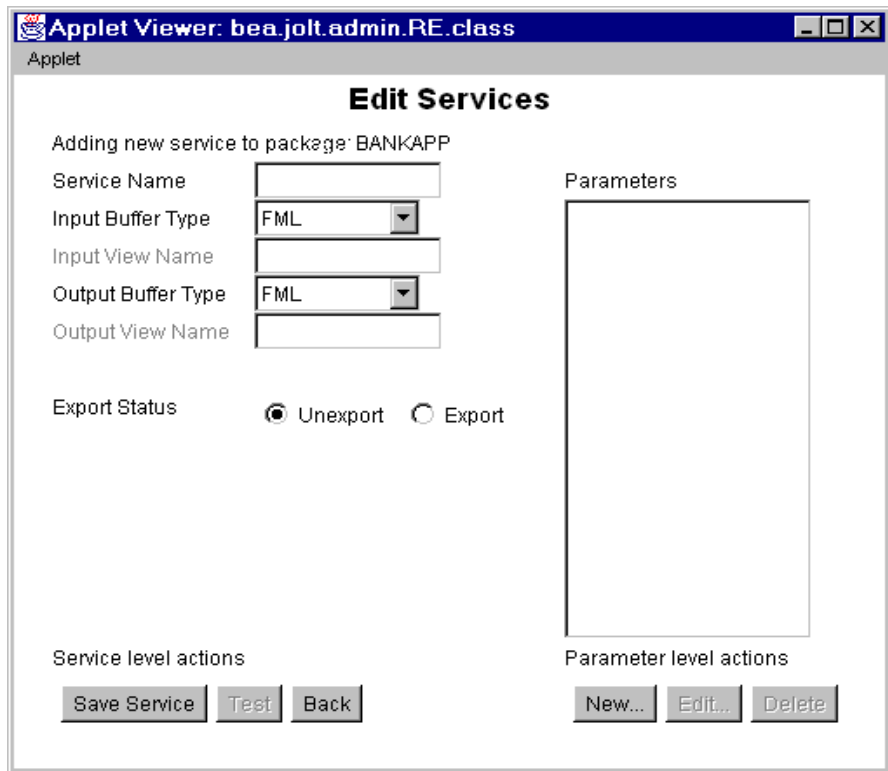 Applet Viewer: bea.jolt.admin.RE.class
Applet
Edit Services
Adding new service to package: BANKAPP
Service Name
Parameters
Input Buffer Type FML
Input View Name
Output Buffer Type FML
Output View Name
Export Status Unexport Export
Service level actions
Parameter level actions
Save Service Test Back
New... Edit... Delete